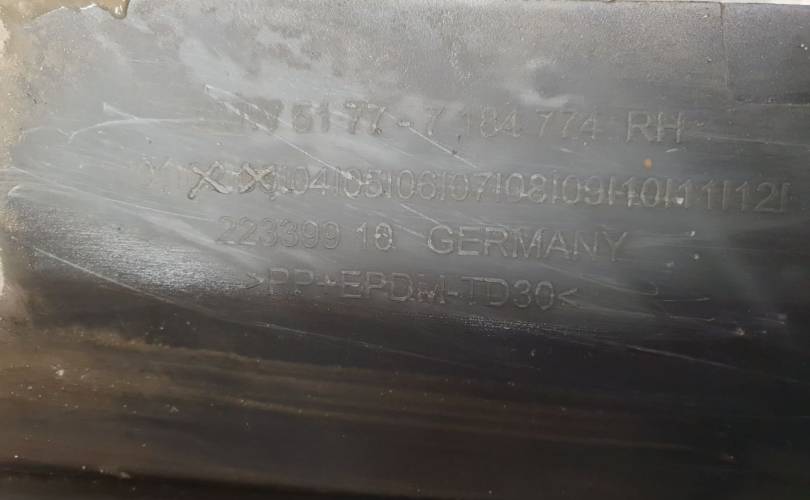 51 77 - 7 184 774 RH
04|05|06|07|08|09|10|11|12|
223399 10 GERMANY
>PP+EPDM-TD30<